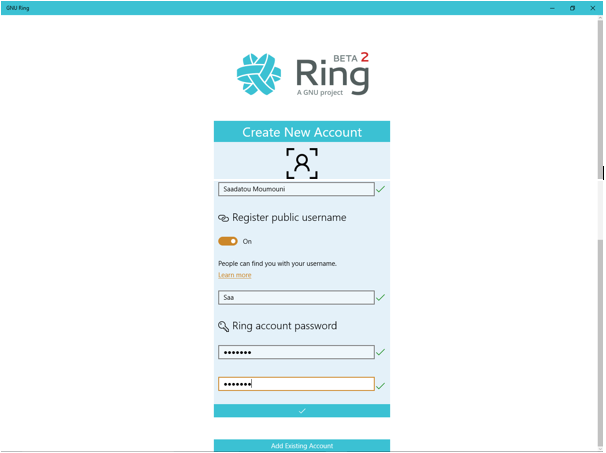 GNU Ring
BETA 2
Ring
A GNU project
Create New Account
Saadatou Moumouni
Register public username
On
People can find you with your username.
Learn more
Saa
Ring account password
•••••••
•••••••
Add Existing Account